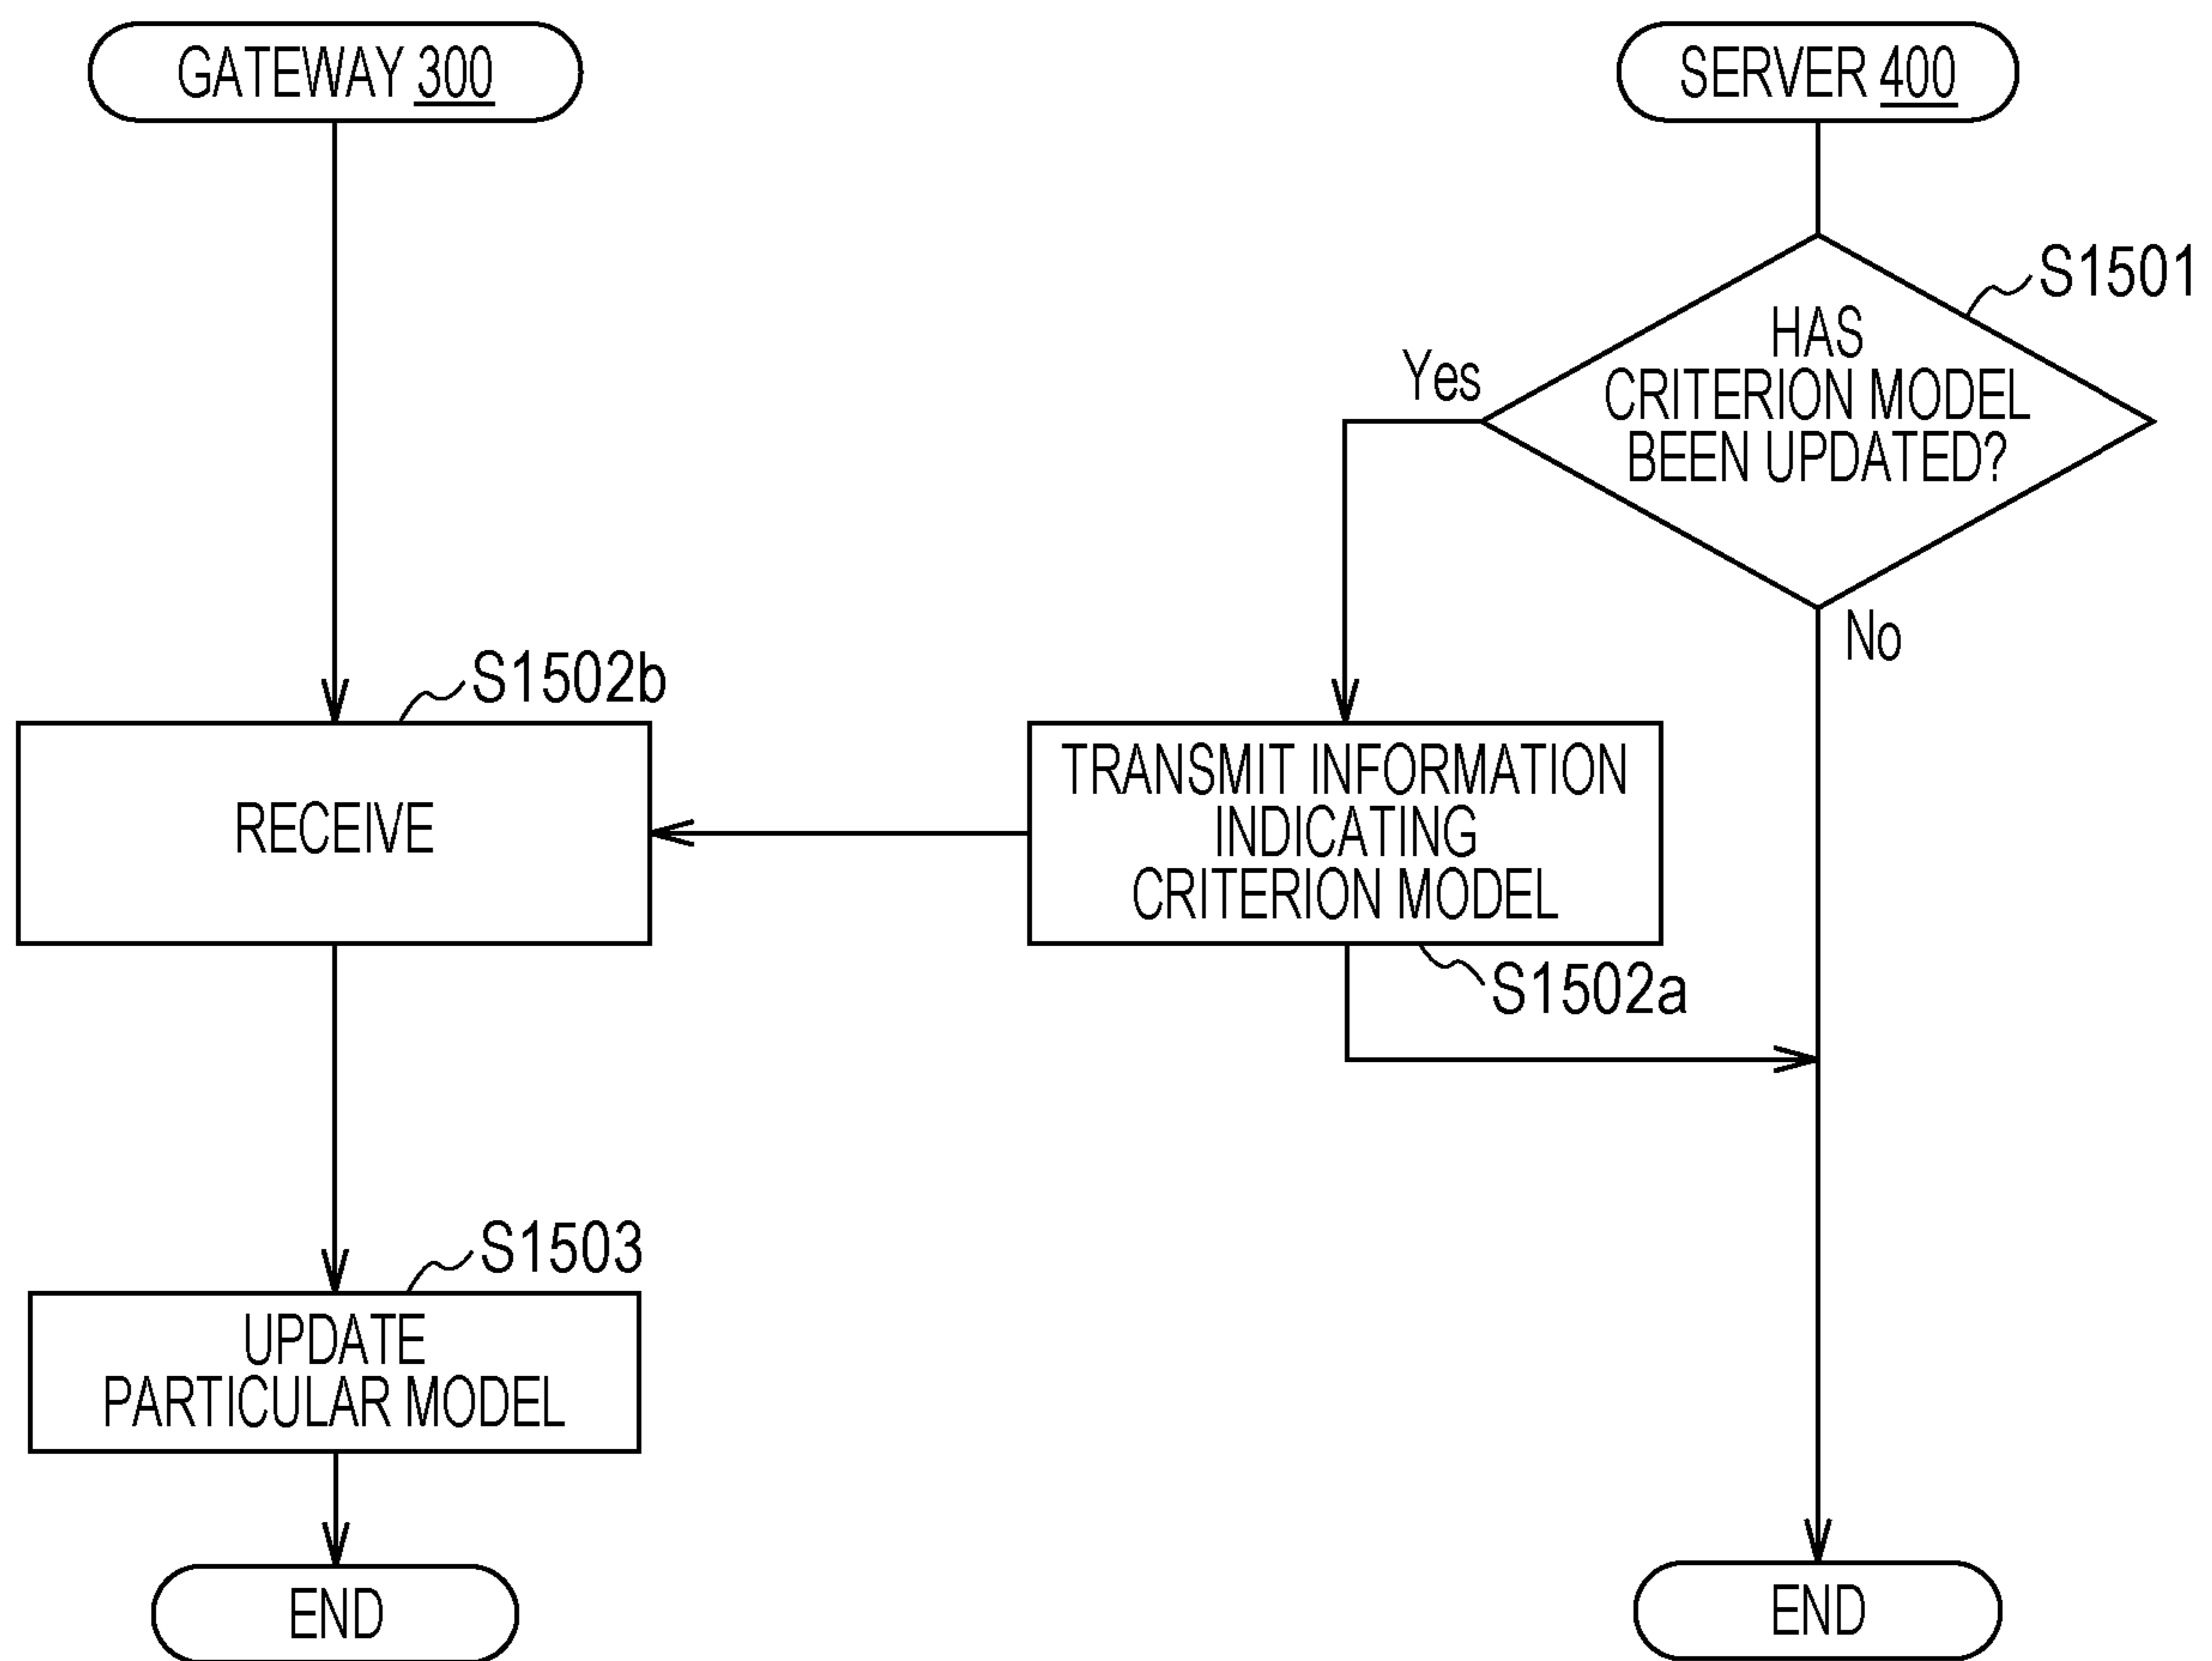 GATEWAY 300
SERVER 400
S1501
HAS
CRITERION MODEL
BEEN UPDATED?
Yes
No
S1502b
RECEIVE
TRANSMIT INFORMATION
INDICATING
CRITERION MODEL
S1502a
S1503
UPDATE
PARTICULAR MODEL
END
END